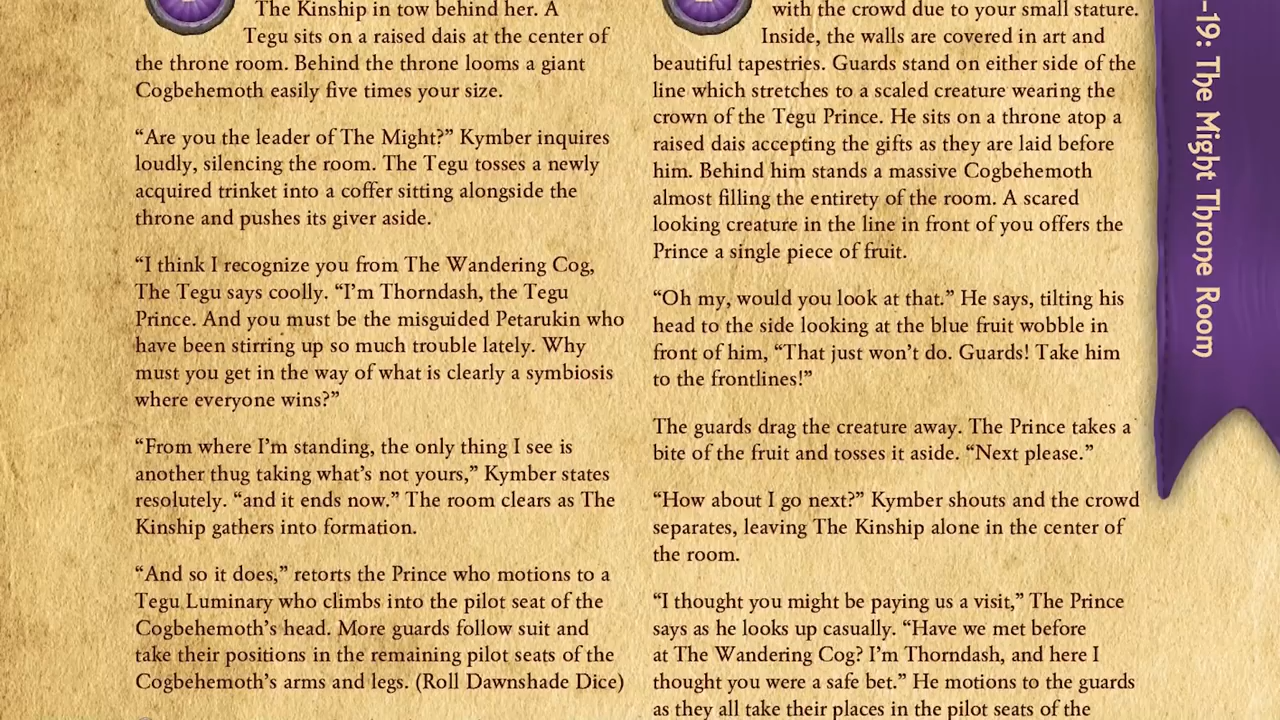 The Kinship in tow behind her. A
Tegu sits on a raised dais at the center of
the throne room. Behind the throne looms a giant
Cogbehemoth easily five times your size.
“Are you the leader of The Might?” Kymber inquires
loudly, silencing the room. The Tegu tosses a newly
acquired trinket into a coffer sitting alongside the
throne and pushes its giver aside.
“I think I recognize you from The Wandering Cog,
The Tegu says coolly. “I’m Thorndash, the Tegu
Prince. And you must be the misguided Petarukin who
have been stirring up so much trouble lately. Why
must you get in the way of what is clearly a symbiosis
where everyone wins?”
“From where I’m standing, the only thing I see is
another thug taking what’s not yours,” Kymber states
resolutely. “and it ends now.” The room clears as The
Kinship gathers into formation.
“And so it does,” retorts the Prince who motions to a
Tegu Luminary who climbs into the pilot seat of the
Cogbehemoth’s head. More guards follow suit and
take their positions in the remaining pilot seats of the
Cogbehemoth’s arms and legs. (Roll Dawnshade Dice)
with the crowd due to your small stature.
Inside, the walls are covered in art and
beautiful tapestries. Guards stand on either side of the
line which stretches to a scaled creature wearing the
crown of the Tegu Prince. He sits on a throne atop a
raised dais accepting the gifts as they are laid before
him. Behind him stands a massive Cogbehemoth
almost filling the entirety of the room. A scared
looking creature in the line in front of you offers the
Prince a single piece of fruit.
“Oh my, would you look at that.” He says, tilting his
head to the side looking at the blue fruit wobble in
front of him, “That just won’t do. Guards! Take him
to the frontlines!”
The guards drag the creature away. The Prince takes a
bite of the fruit and tosses it aside. “Next please.”
“How about I go next?” Kymber shouts and the crowd
separates, leaving The Kinship alone in the center of
the room.
“I thought you might be paying us a visit,” The Prince
says as he looks up casually. “Have we met before
at The Wandering Cog? I’m Thorndash, and here I
thought you were a safe bet.” He motions to the guards
as they all take their places in the pilot seats of the
-19: The Might Throne Room